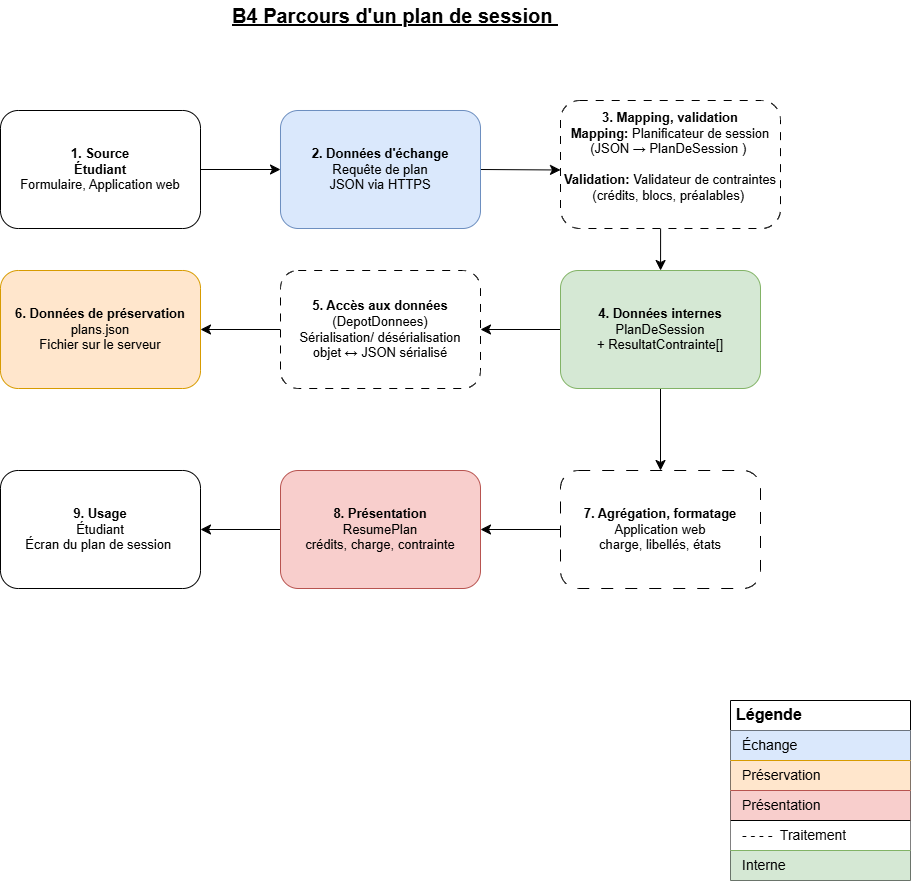 B4 Parcours d'un plan de session
1. Source
Étudiant
Formulaire, Application web
2. Données d'échange
Requête de plan
JSON via HTTPS
3. Mapping, validation
Mapping: Planificateur de session
(JSON → PlanDeSession )
Validation: Validateur de contraintes
(crédits, blocs, préalables)
6. Données de préservation
plans.json
Fichier sur le serveur
5. Accès aux données
(DepotDonnees)
Sérialisation/ désérialisation
objet ↔ JSON sérialisé
4. Données internes
PlanDeSession
+ ResultatContrainte[]
9. Usage
Étudiant
Écran du plan de session
8. Présentation
ResumePlan
crédits, charge, contrainte
7. Agrégation, formatage
Application web
charge, libellés, états
Légende
Échange
Préservation
Présentation
- - - - Traitement
Interne